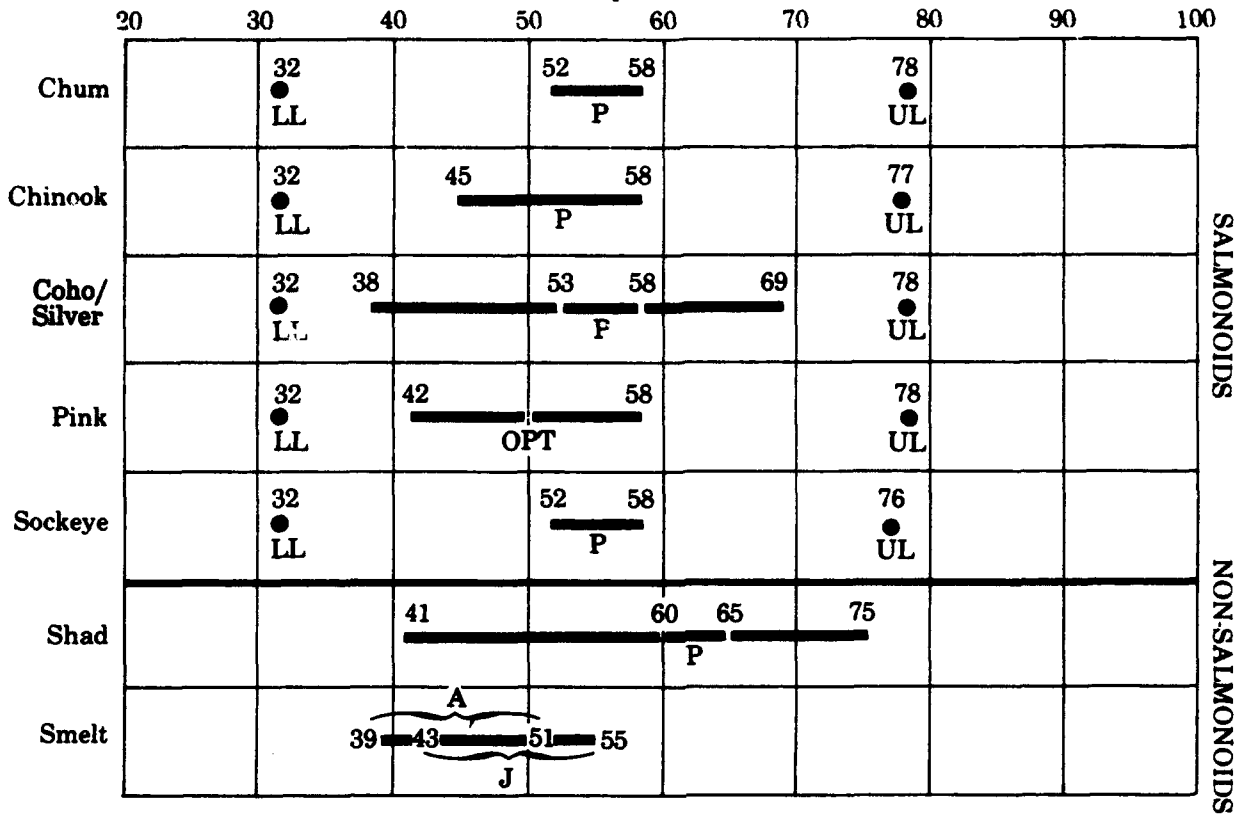 20 30 40 50 60 70 80 90 100
32 52 58 78
Chum
LL P UL
32 45 58 77
Chinook
LL P UL
32 38 53 58 69 78
Coho/
Silver
LL P UL
32 42 58 78
Pink
LL OPT UL
32 52 58 76
Sockeye
LL P UL
SALMONOIDS
41 60 65 75
Shad
P
A
Smelt 39 43 51 55
J
NON-SALMONOIDS